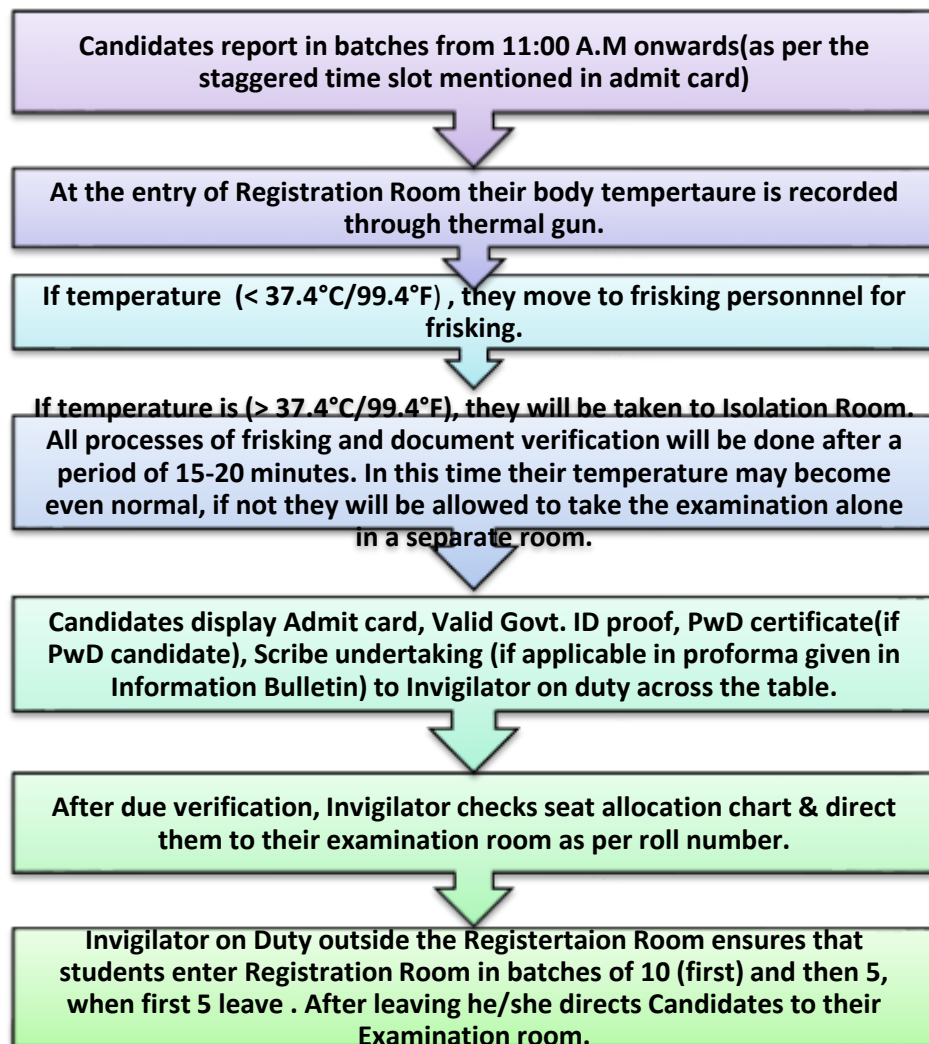 Candidates report in batches from 11:00 A.M onwards(as per the
staggered time slot mentioned in admit card)
At the entry of Registration Room their body tempertaure is recorded
through thermal gun.
If temperature (< 37.4°C/99.4°F) , they move to frisking personnnel for
frisking.
If temperature is (> 37.4°C/99.4°F), they will be taken to Isolation Room.
All processes of frisking and document verification will be done after a
period of 15-20 minutes. In this time their temperature may become
even normal, if not they will be allowed to take the examination alone
in a separate room.
Candidates display Admit card, Valid Govt. ID proof, PwD certificate(if
PwD candidate), Scribe undertaking (if applicable in proforma given in
Information Bulletin) to Invigilator on duty across the table.
After due verification, Invigilator checks seat allocation chart & direct
them to their examination room as per roll number.
Invigilator on Duty outside the Registertaion Room ensures that
students enter Registration Room in batches of 10 (first) and then 5,
when first 5 leave . After leaving he/she directs Candidates to their
Examination room.